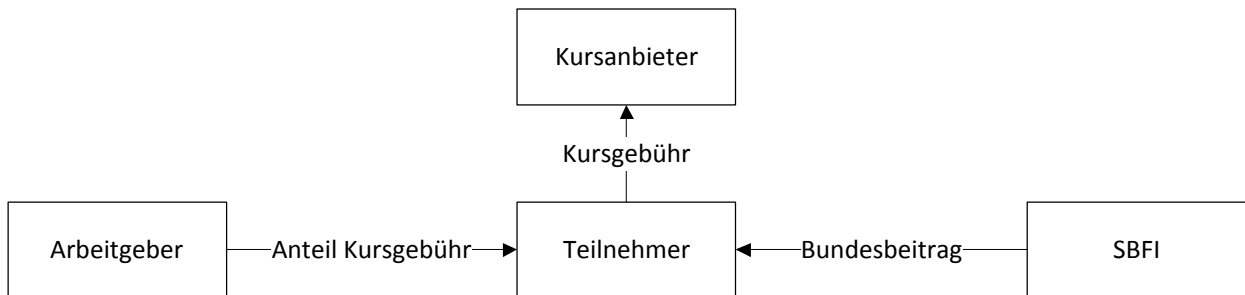 Kursanbieter
Kursgebühr
Arbeitgeber
Anteil Kursgebühr
Teilnehmer
Bundesbeitrag
SBFI